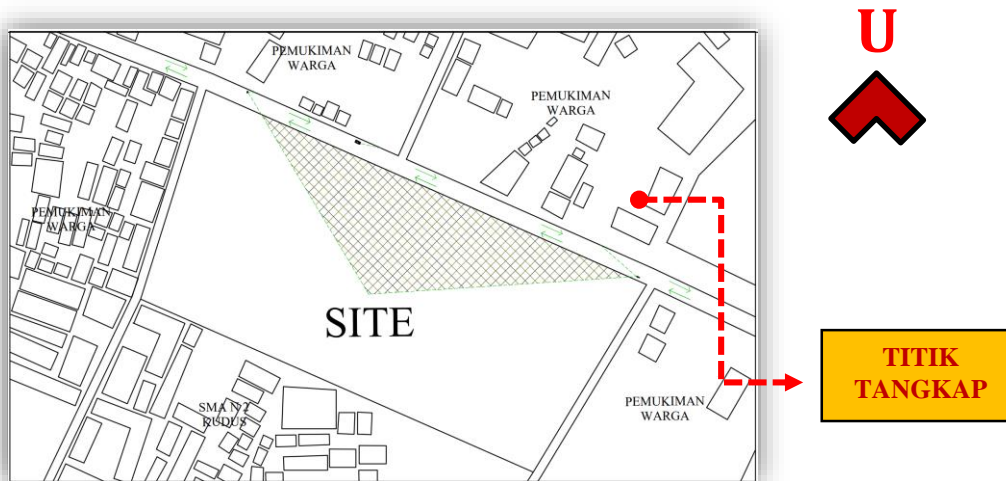 U
PEMUKIMAN
WARGA
PEMUKIMAN
WARGA
PEMUKIMAN
WARGA
SITE
SMA N 2
KUDUS
PEMUKIMAN
WARGA
TITIK
TANGKAP